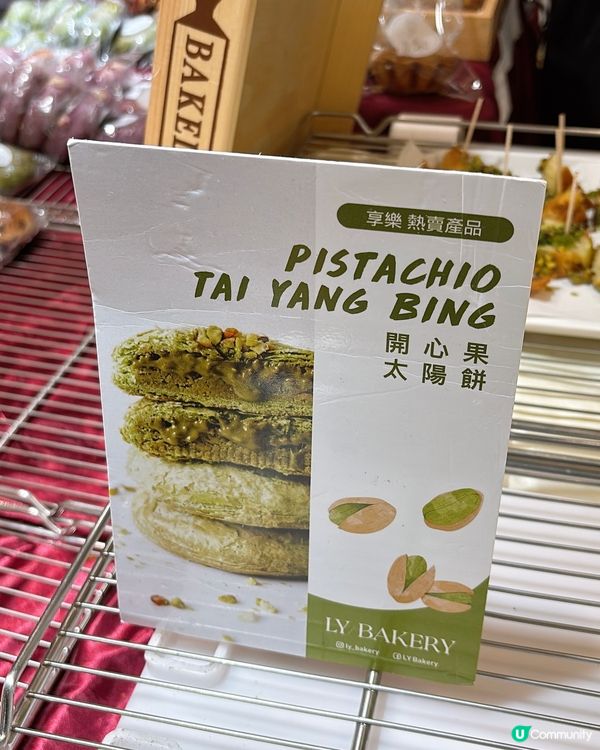 BAKE
享樂 熱賣產品
PISTACHIO
TAI YANG BING
開心果
太陽餅
LY BAKERY
ly_bakery
LY Bakery
U Community